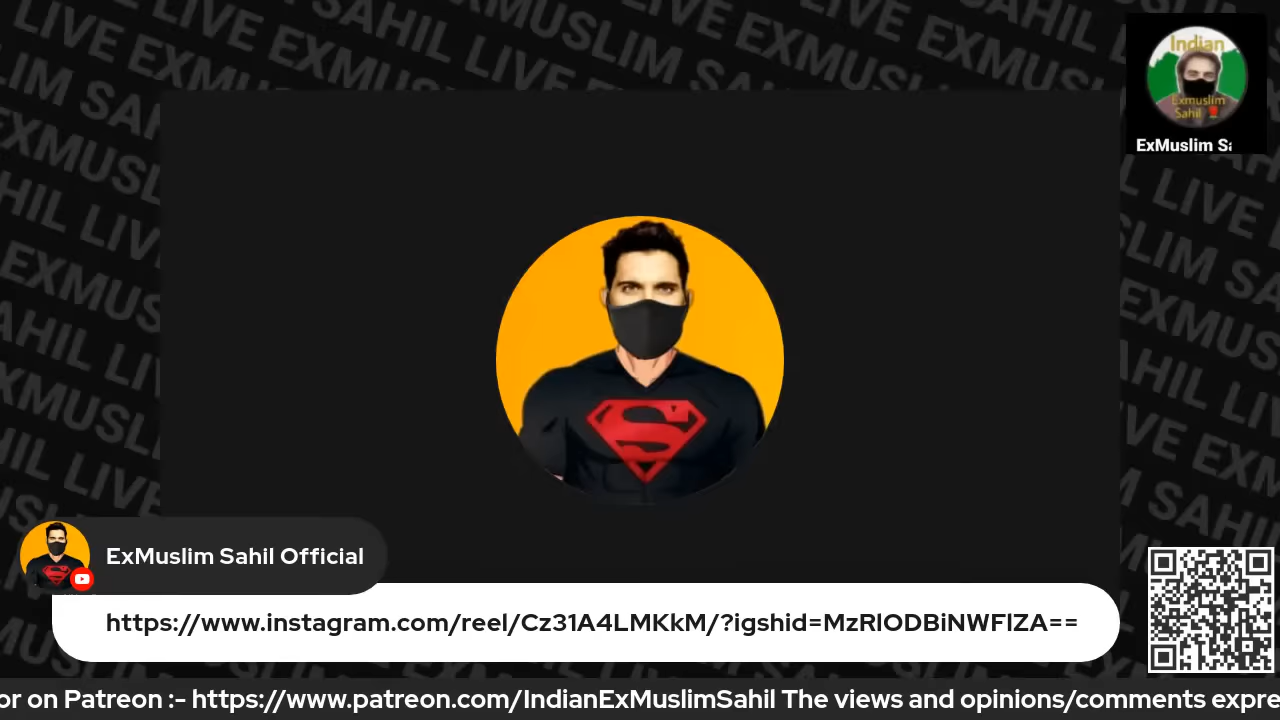 Indian
Exmuslim
Sahil
ExMuslim Sa
ExMuslim Sahil Official
https://www.instagram.com/reel/Cz31A4LMKkM/?igshid=MzRlODBiNWFlZA==
or on Patreon :- https://www.patreon.com/IndianExMuslimSahil The views and opinions/comments expre